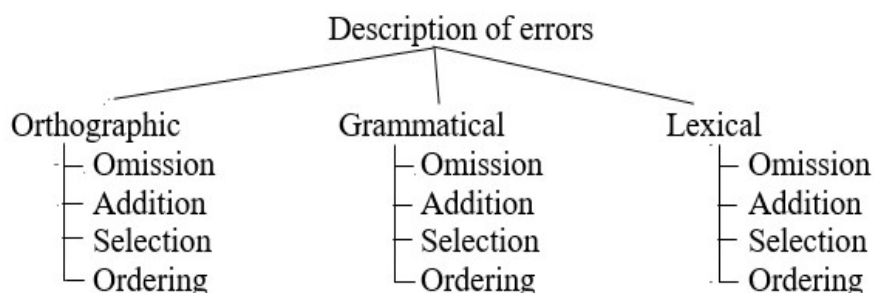 Description of errors
Orthographic Grammatical Lexical
Omission Omission Omission
Addition Addition Addition
Selection Selection Selection
Ordering Ordering Ordering